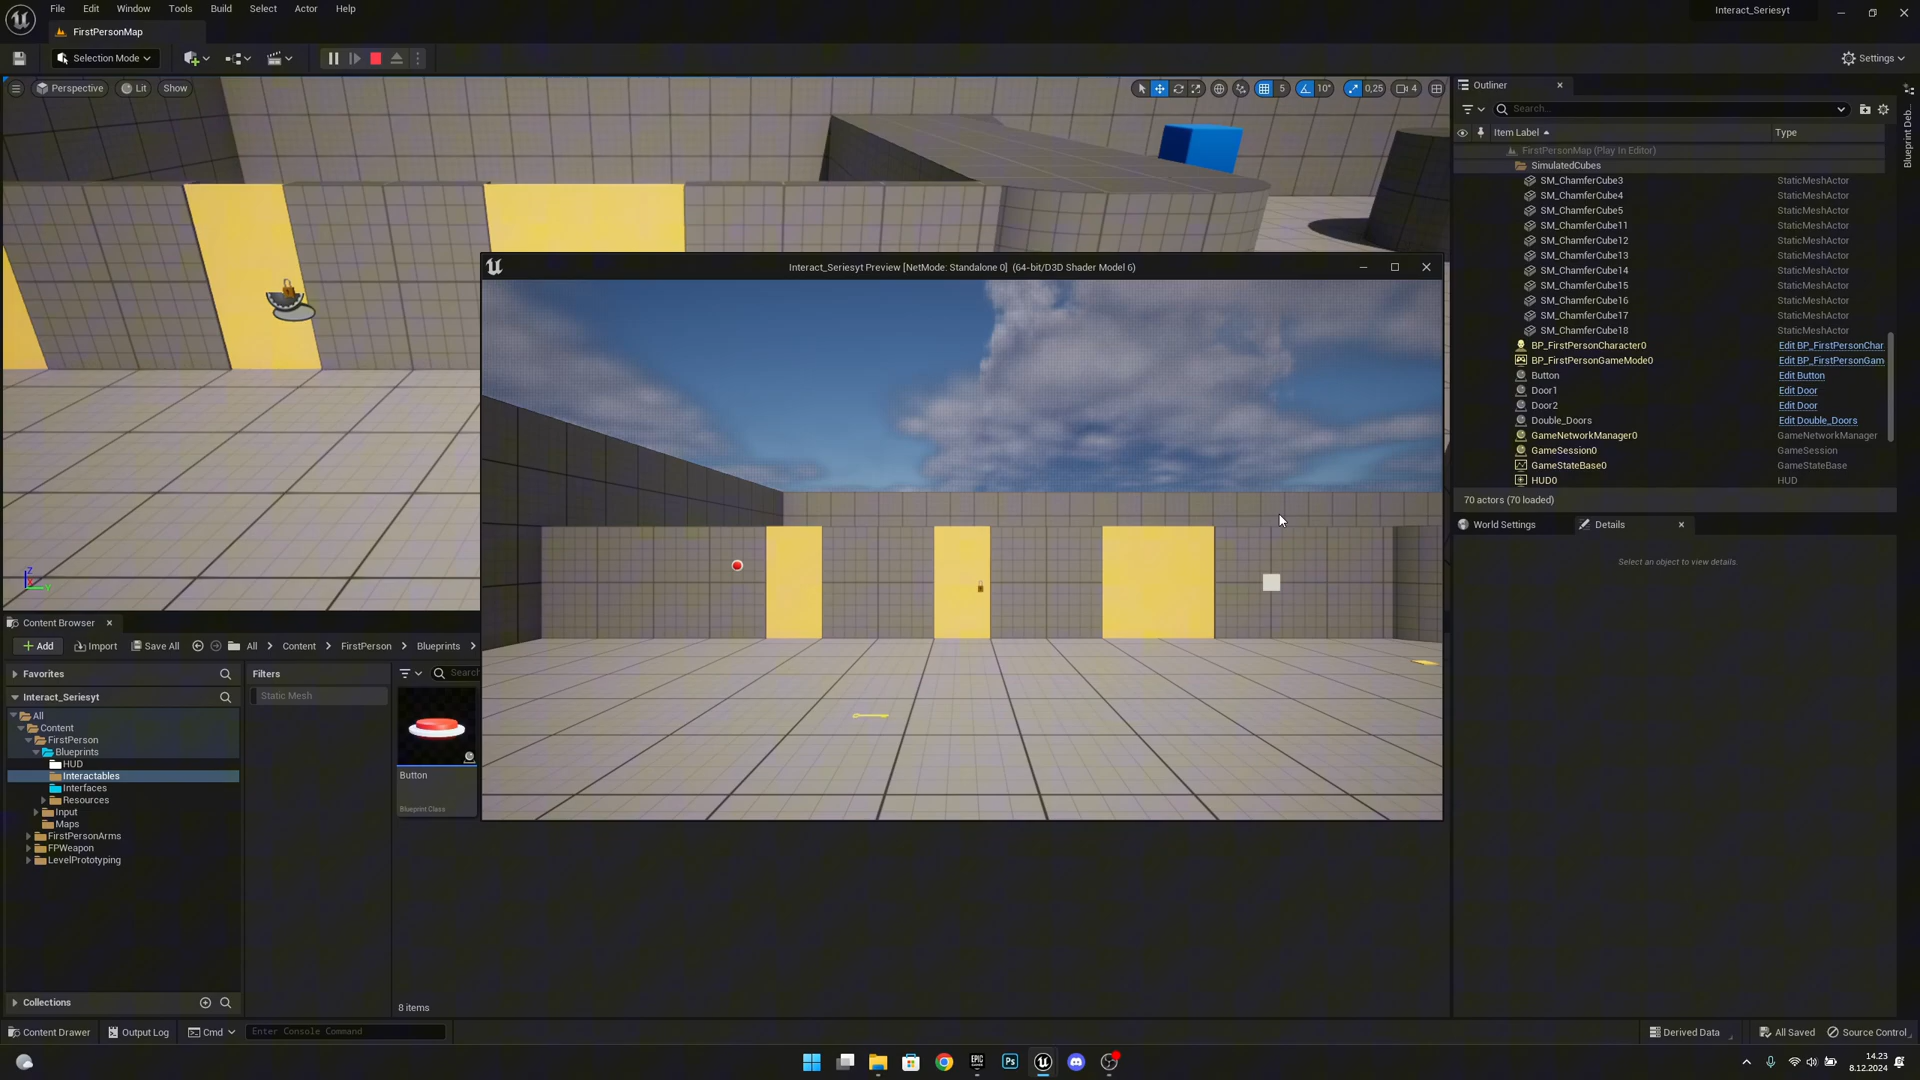 File Edit Window Tools Build Select Actor Help
Interact_Seriesyt
FirstPersonMap
Selection Mode
Settings
Perspective Lit Show
5 10° 0,25 4
Outliner
Search...
Blueprint Deb...
Item Label Type
FirstPersonMap (Play In Editor)
SimulatedCubes
SM_ChamferCube3 StaticMeshActor
SM_ChamferCube4 StaticMeshActor
SM_ChamferCube5 StaticMeshActor
SM_ChamferCube11 StaticMeshActor
SM_ChamferCube12 StaticMeshActor
SM_ChamferCube13 StaticMeshActor
SM_ChamferCube14 StaticMeshActor
SM_ChamferCube15 StaticMeshActor
SM_ChamferCube16 StaticMeshActor
SM_ChamferCube17 StaticMeshActor
SM_ChamferCube18 StaticMeshActor
BP_FirstPersonCharacter0 Edit BP_FirstPersonChar
BP_FirstPersonGameMode0 Edit BP_FirstPersonGam
Button Edit Button
Door1 Edit Door
Door2 Edit Door
Double_Doors Edit Double_Doors
GameNetworkManager0 GameNetworkManager
GameSession0 GameSession
GameStateBase0 GameStateBase
HUD0 HUD
70 actors (70 loaded)
World Settings Details
Select an object to view details.
Interact_Seriesyt Preview [NetMode: Standalone 0] (64-bit/D3D Shader Model 6)
Z
Y
Content Browser
Add Import Save All All Content FirstPerson Blueprints
Favorites
Interact_Seriesyt
All
Content
FirstPerson
Blueprints
HUD
Interactables
Interfaces
Resources
Input
Maps
FirstPersonArms
FPWeapon
LevelPrototyping
Collections
Filters
Static Mesh
Search
Button
Blueprint Class
8 items
Content Drawer Output Log Cmd Enter Console Command
Derived Data All Saved Source Control
EPIC
Ps
14.23
8.12.2024